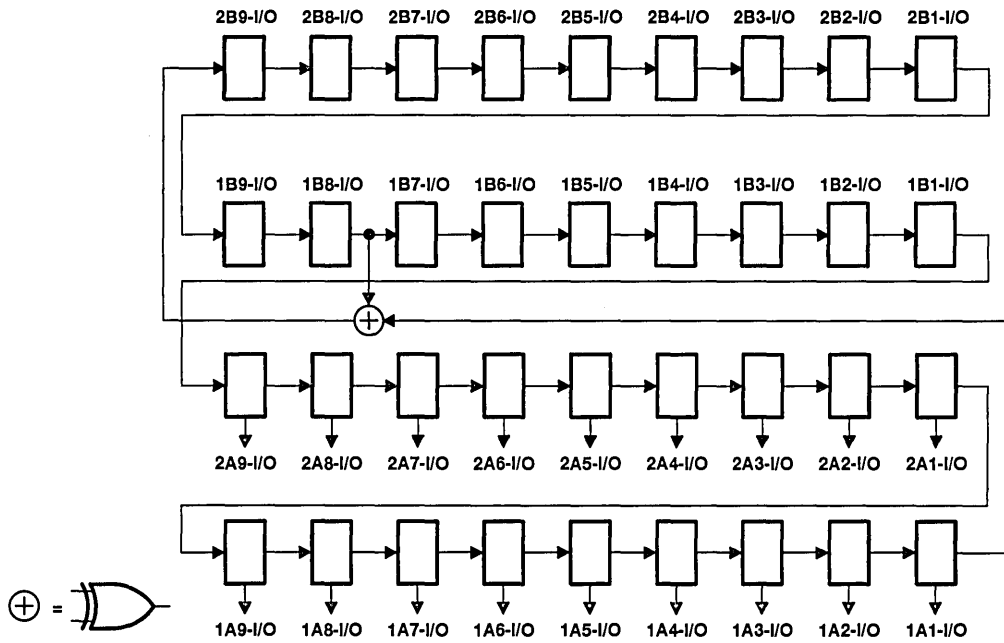 2B9-I/O 2B8-I/O 2B7-I/O 2B6-I/O 2B5-I/O 2B4-I/O 2B3-I/O 2B2-I/O 2B1-I/O
1B9-I/O 1B8-I/O 1B7-I/O 1B6-I/O 1B5-I/O 1B4-I/O 1B3-I/O 1B2-I/O 1B1-I/O
2A9-I/O 2A8-I/O 2A7-I/O 2A6-I/O 2A5-I/O 2A4-I/O 2A3-I/O 2A2-I/O 2A1-I/O
=
1A9-I/O 1A8-I/O 1A7-I/O 1A6-I/O 1A5-I/O 1A4-I/O 1A3-I/O 1A2-I/O 1A1-I/O